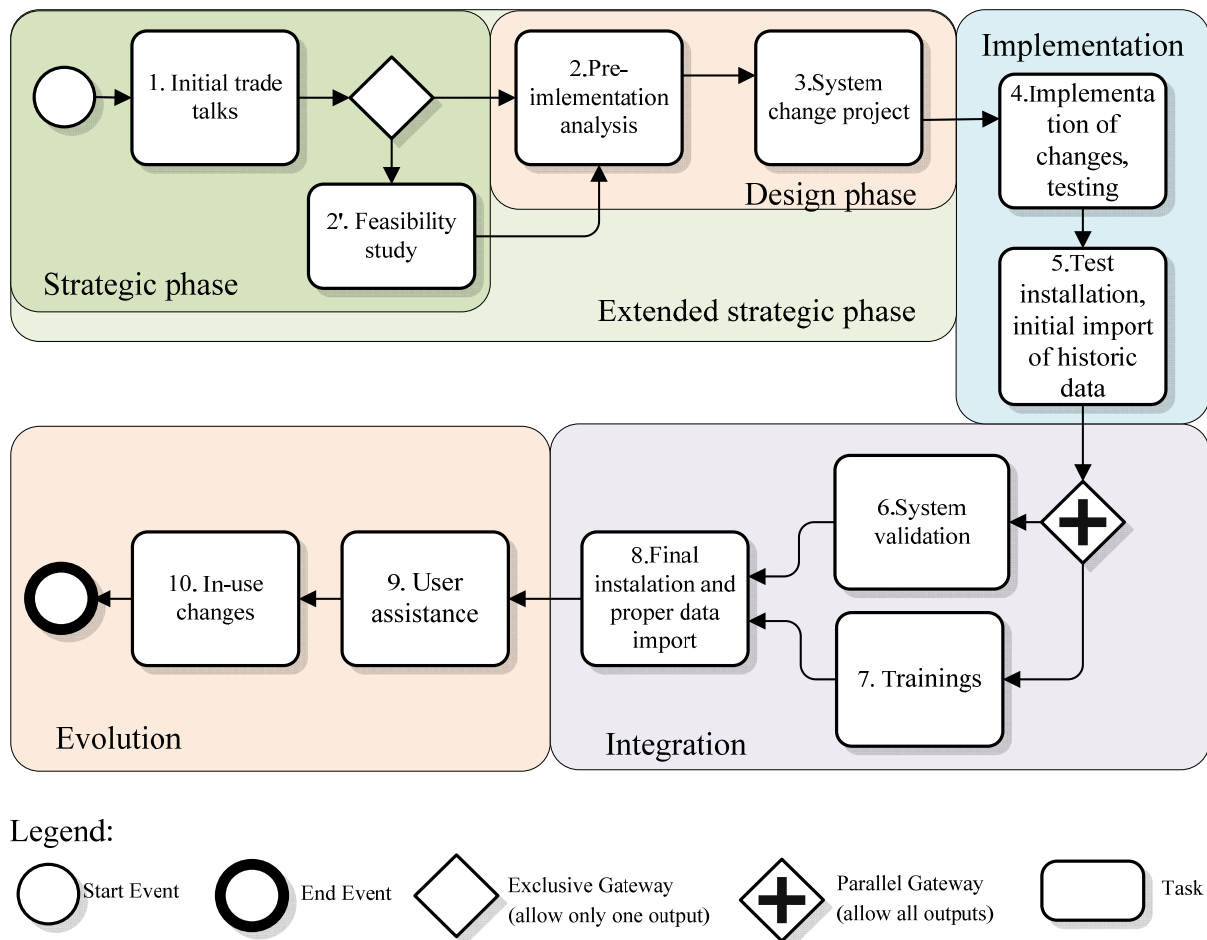 1. Initial trade
talks
2'. Feasibility
study
Strategic phase
2.Pre-
imlementation
analysis
3.System
change project
Design phase
Extended strategic phase
Implementation
4.Implementa
tion of
changes,
testing
5.Test
installation,
initial import
of historic
data
6.System
validation
7. Trainings
8.Final
instalation and
proper data
import
Integration
9. User
assistance
10. In-use
changes
Evolution
Legend:
Start Event
End Event
Exclusive Gateway
(allow only one output)
Parallel Gateway
(allow all outputs)
Task